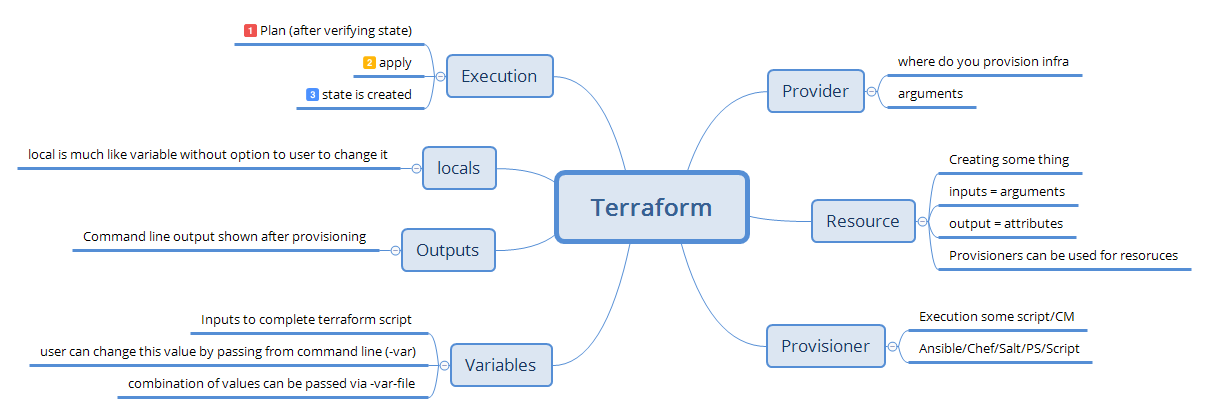 Terraform
Provider
where do you provision infra
arguments
Resource
Creating some thing
inputs = arguments
output = attributes
Provisioners can be used for resoruces
Provisioner
Execution some script/CM
Ansible/Chef/Salt/PS/Script
Execution
1 Plan (after verifying state)
2 apply
3 state is created
locals
local is much like variable without option to user to change it
Outputs
Command line output shown after provisioning
Variables
Inputs to complete terraform script
user can change this value by passing from command line (-var)
combination of values can be passed via -var-file